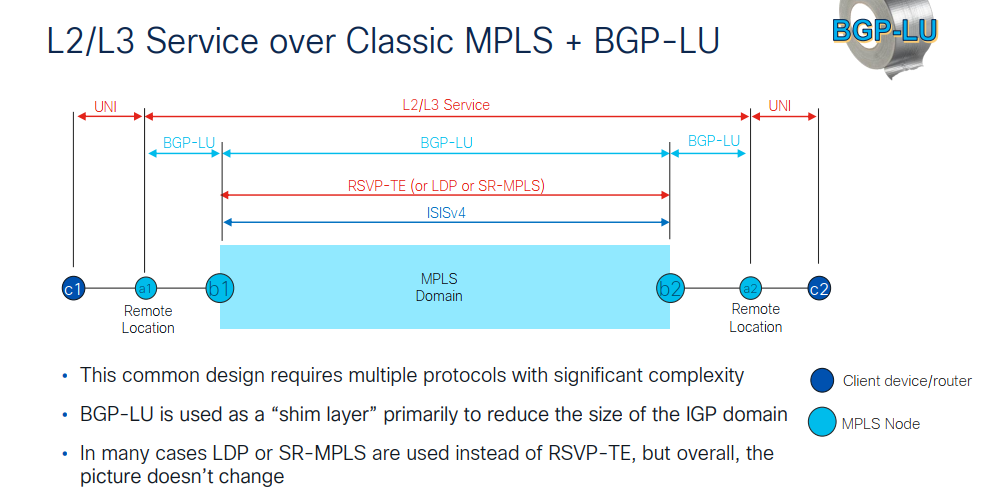 L2/L3 Service over Classic MPLS + BGP-LU
BGP-LU
UNI
L2/L3 Service
UNI
BGP-LU
BGP-LU
BGP-LU
RSVP-TE (or LDP or SR-MPLS)
ISISv4
MPLS
Domain
c1
a1
b1
b2
a2
c2
Remote
Location
Remote
Location
• This common design requires multiple protocols with significant complexity
• BGP-LU is used as a “shim layer” primarily to reduce the size of the IGP domain
• In many cases LDP or SR-MPLS are used instead of RSVP-TE, but overall, the
picture doesn’t change
Client device/router
MPLS Node